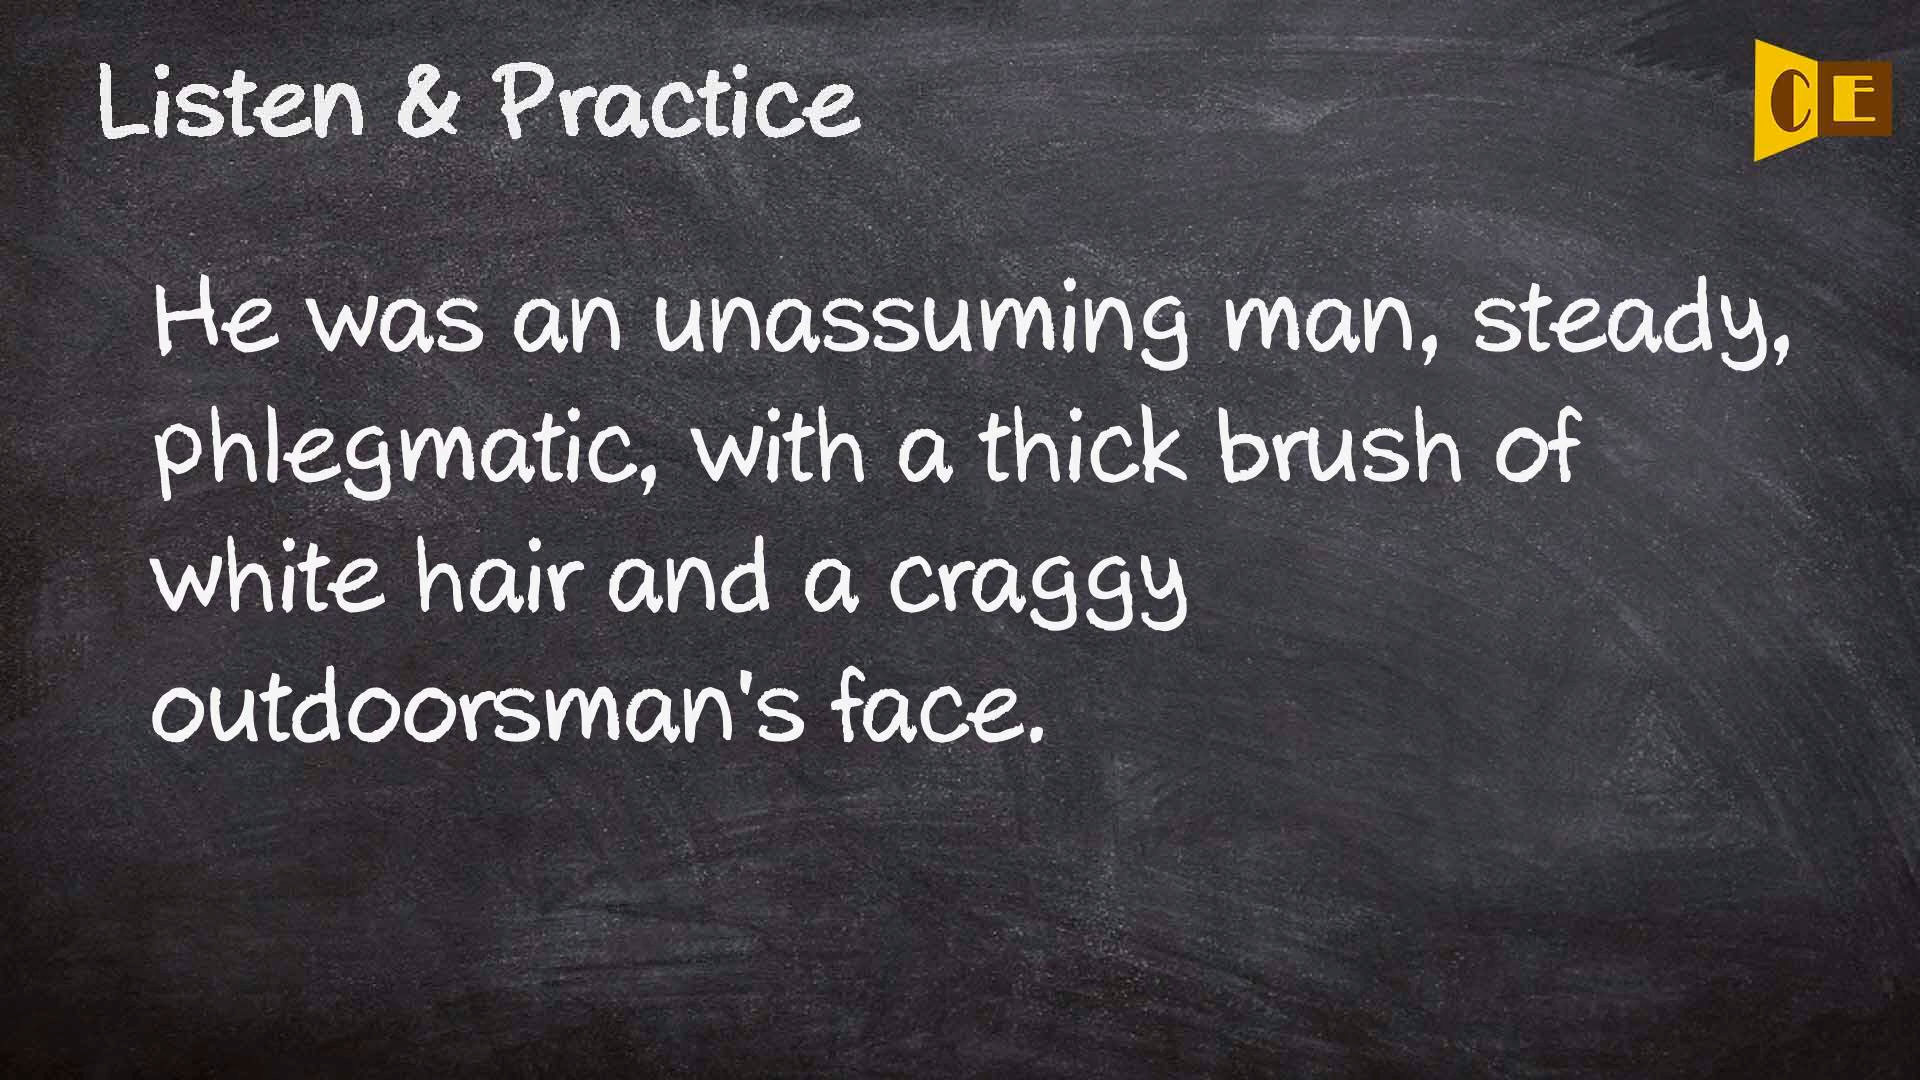 Listen & Practice
CE
He was an unassuming man, steady,
phlegmatic, with a thick brush of
white hair and a craggy
outdoorsman's face.